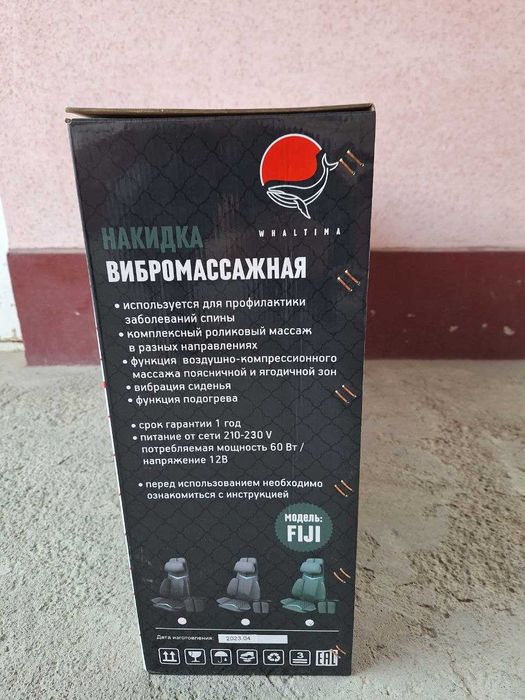 WHALTIMA
НАКИДКА
ВИБРОМАССАЖНАЯ
• используется для профилактики
заболеваний спины
• комплексный роликовый массаж
в разных направлениях
• функция воздушно-компрессионного
массажа поясничной и ягодичной зон
• вибрация сиденья
• функция подогрева
• срок гарантии 1 год
• питание от сети 210-230 V
потребляемая мощность 60 Вт /
напряжение 12В
• перед использованием необходимо
ознакомиться с инструкцией
модель:
FIJI
Дата изготовления: 2023.04
3
EAC